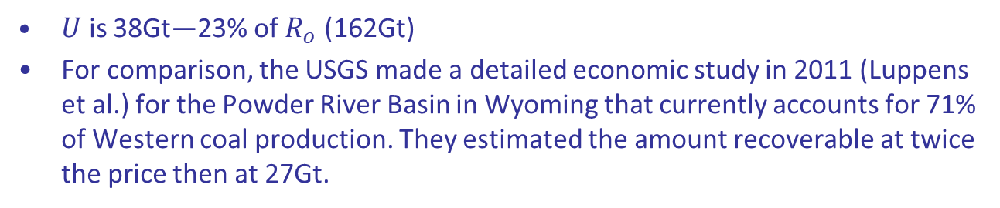 • U is 38Gt—23% of Rₒ (162Gt)
• For comparison, the USGS made a detailed economic study in 2011 (Luppens
et al.) for the Powder River Basin in Wyoming that currently accounts for 71%
of Western coal production. They estimated the amount recoverable at twice
the price then at 27Gt.